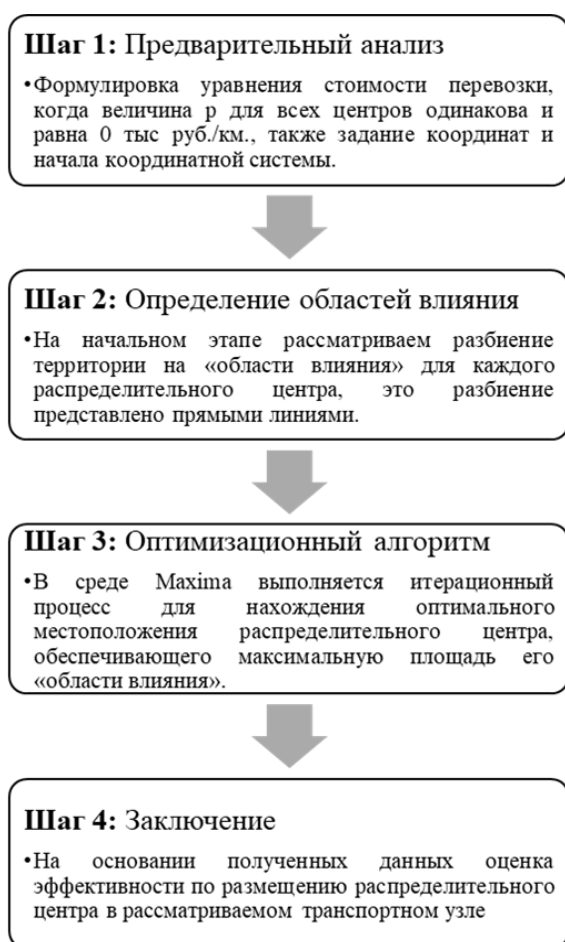 Шаг 1: Предварительный анализ
•Формулировка уравнения стоимости перевозки,
когда величина p для всех центров одинакова и
равна 0 тыс руб./км., также задание координат и
начала координатной системы.
Шаг 2: Определение областей влияния
•На начальном этапе рассматриваем разбиение
территории на «области влияния» для каждого
распределительного центра, это разбиение
представлено прямыми линиями.
Шаг 3: Оптимизационный алгоритм
•В среде Maxima выполняется итерационный
процесс для нахождения оптимального
местоположения распределительного центра,
обеспечивающего максимальную площадь его
«области влияния».
Шаг 4: Заключение
•На основании полученных данных оценка
эффективности по размещению распределительного
центра в рассматриваемом транспортном узле